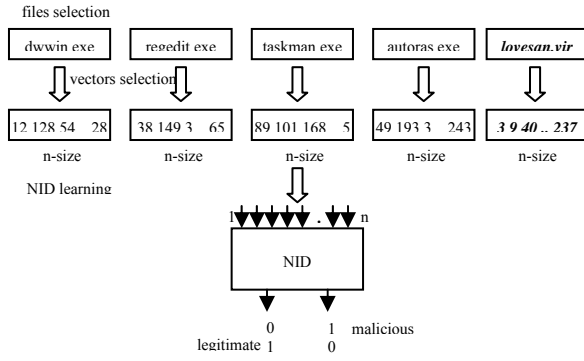 files selection
dwwin exe regedit exe taskman exe autoras exe lovesan.vir
vectors selection
12 128 54 28 38 149 3 65 89 101 168 5 49 193 3 243 3 9 40 .. 237
n-size n-size n-size n-size n-size
NID learning
1 . n
NID
0 1 malicious
legitimate 1 0